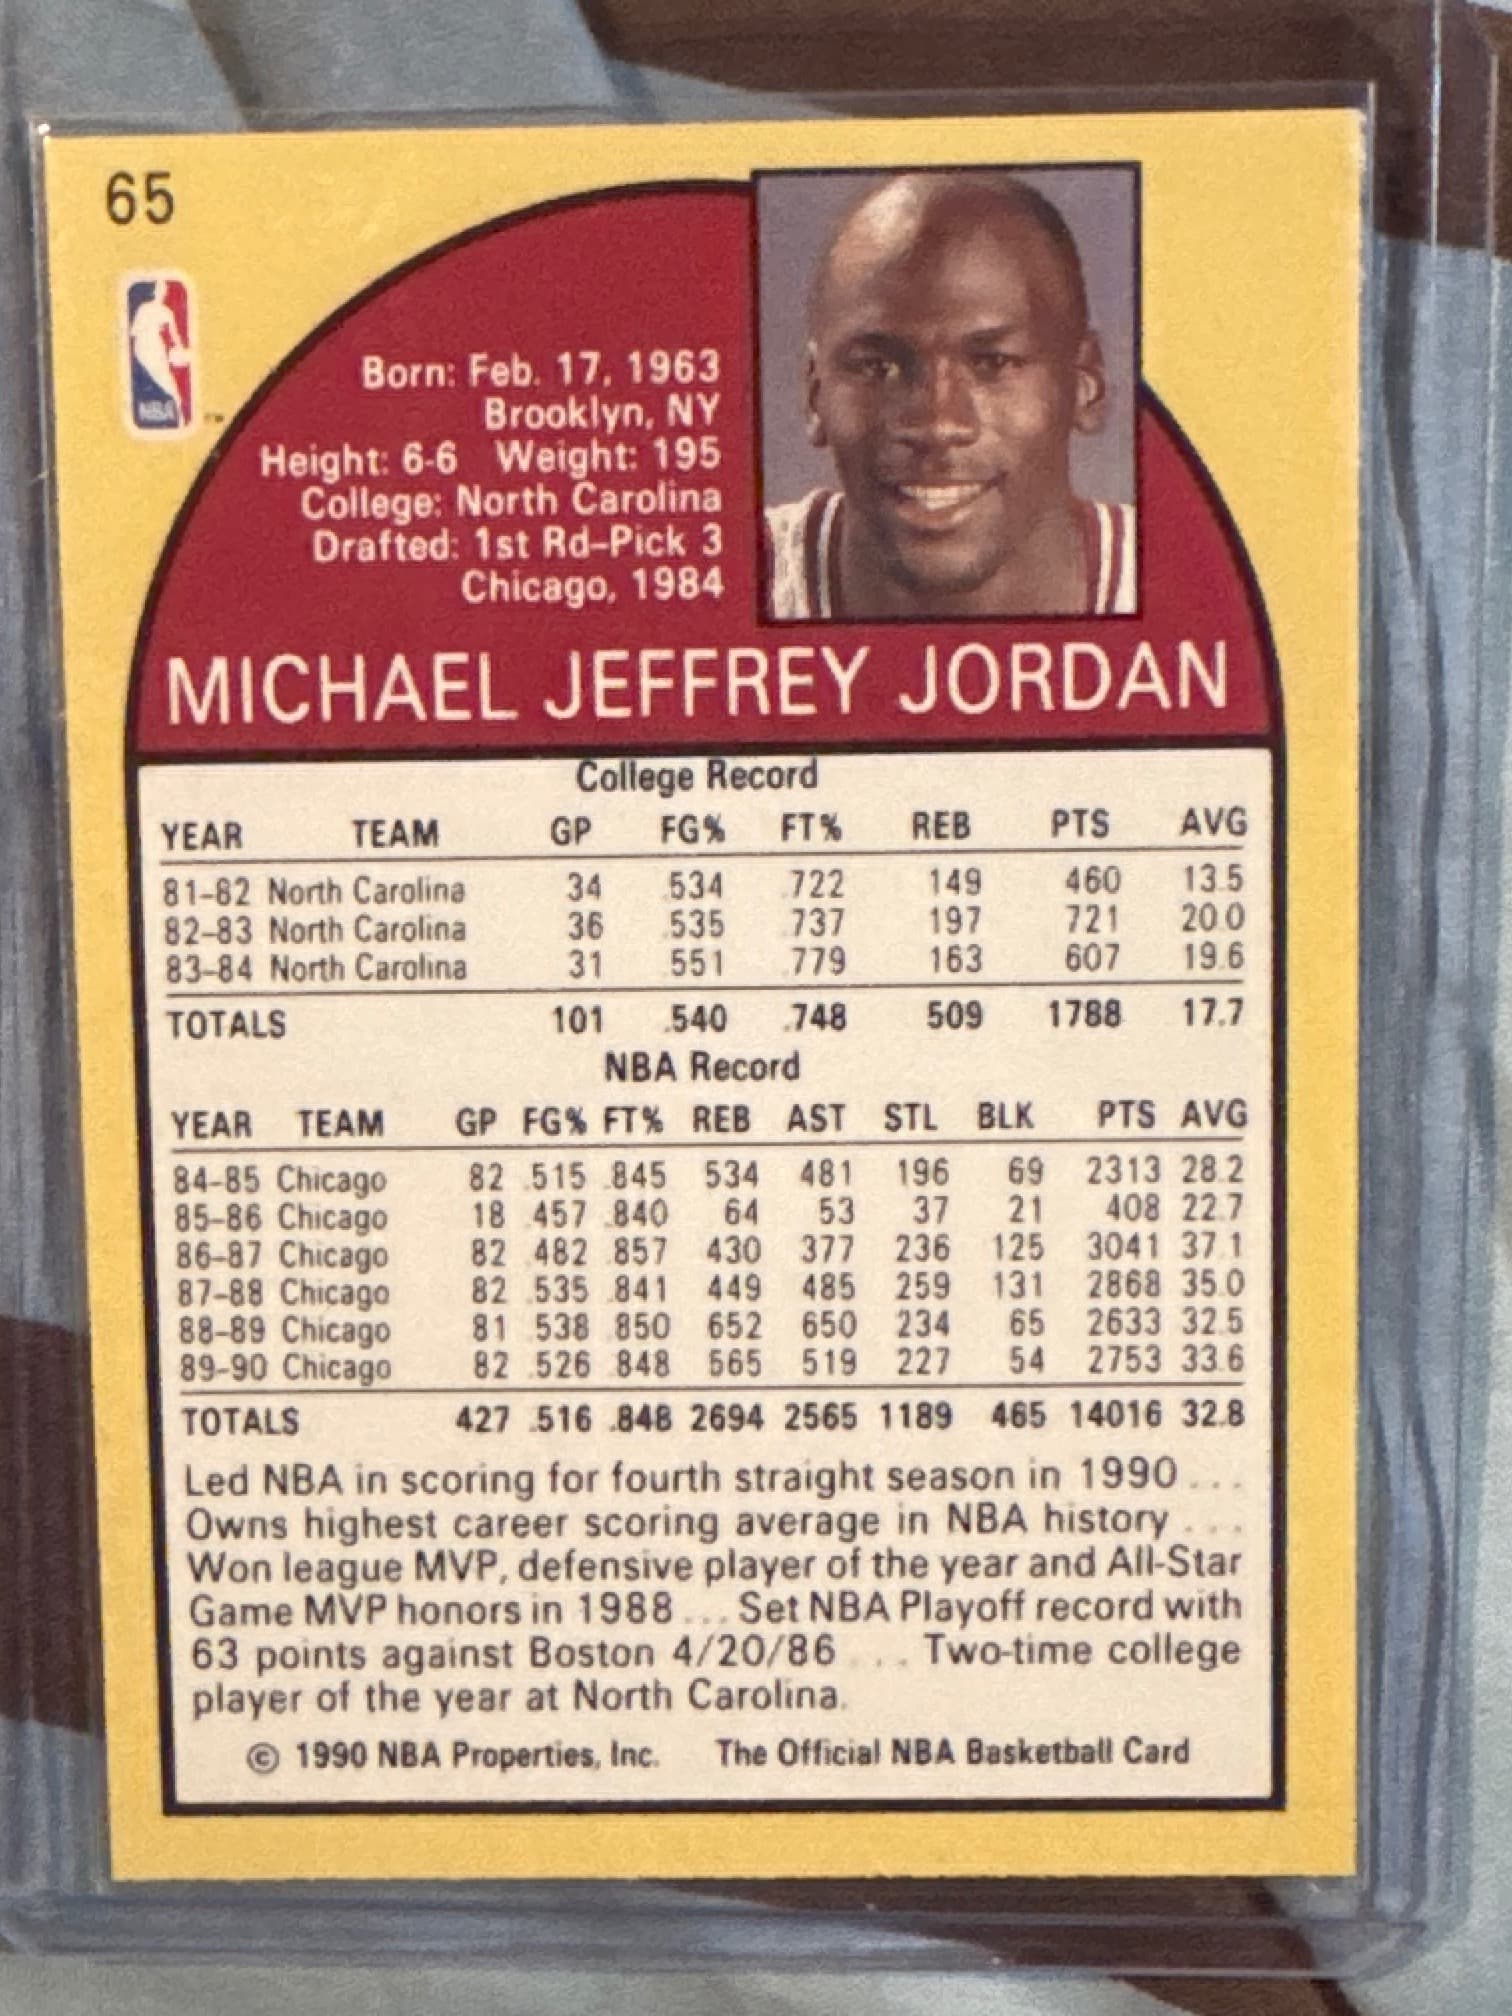 65
NBA
TM
Born: Feb. 17, 1963
Brooklyn, NY
Height: 6-6 Weight: 195
College: North Carolina
Drafted: 1st Rd-Pick 3
Chicago, 1984
MICHAEL JEFFREY JORDAN
College Record
YEAR TEAM GP FG% FT% REB PTS AVG
81-82 North Carolina 34 .534 .722 149 460 13.5
82-83 North Carolina 36 .535 .737 197 721 20.0
83-84 North Carolina 31 .551 .779 163 607 19.6
TOTALS 101 .540 .748 509 1788 17.7
NBA Record
YEAR TEAM GP FG% FT% REB AST STL BLK PTS AVG
84-85 Chicago 82 .515 .845 534 481 196 69 2313 28.2
85-86 Chicago 18 .457 .840 64 53 37 21 408 22.7
86-87 Chicago 82 .482 .857 430 377 236 125 3041 37.1
87-88 Chicago 82 .535 .841 449 485 259 131 2868 35.0
88-89 Chicago 81 .538 .850 652 650 234 65 2633 32.5
89-90 Chicago 82 .526 .848 565 519 227 54 2753 33.6
TOTALS 427 .516 .848 2694 2565 1189 465 14016 32.8
Led NBA in scoring for fourth straight season in 1990 ...
Owns highest career scoring average in NBA history ...
Won league MVP, defensive player of the year and All-Star
Game MVP honors in 1988 ... Set NBA Playoff record with
63 points against Boston 4/20/86 ... Two-time college
player of the year at North Carolina.
© 1990 NBA Properties, Inc. The Official NBA Basketball Card